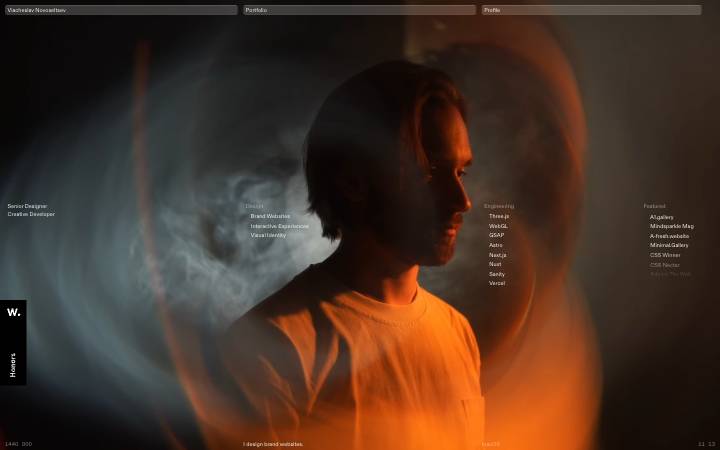 Viacheslav Novoseltsev
Portfolio
Profile
Senior Designer
Creative Developer
Design
Brand Websites
Interactive Experiences
Visual Identity
Engineering
Three.js
WebGL
GSAP
Astro
Next.js
Nuxt
Sanity
Vercel
Featured
A1.gallery
Mindsparkle Mag
A-fresh.website
Minimal.Gallery
CSS Winner
CSS Nectar
W.
Honors
1440 900
I design brand websites.
11 12